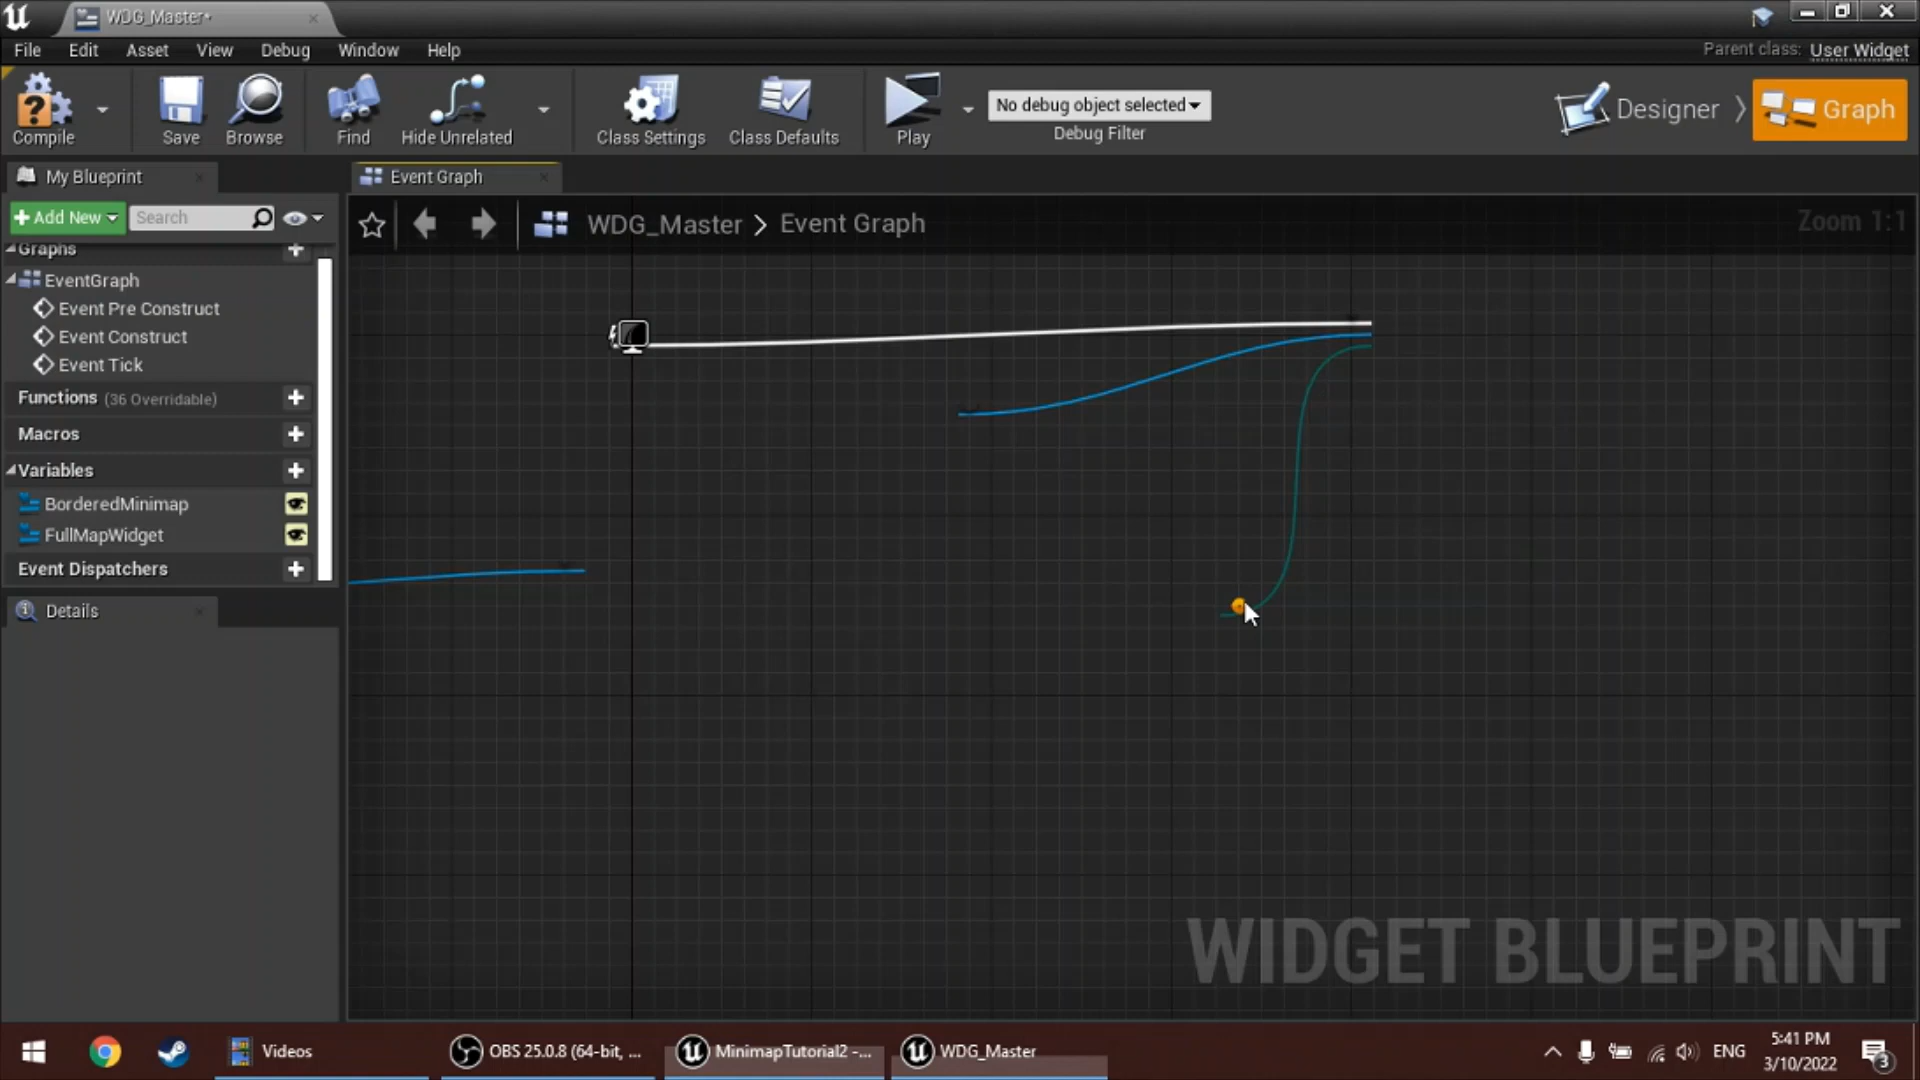 WDG_Master*
File Edit Asset View Debug Window Help
Parent class: User Widget
Compile Save Browse Find Hide Unrelated Class Settings Class Defaults Play
No debug object selected
Debug Filter
Designer Graph
My Blueprint
Event Graph
Add New Search
WDG_Master > Event Graph
Zoom 1:1
Graphs
EventGraph
Event Pre Construct
Event Construct
Event Tick
Functions (36 Overridable)
Macros
Variables
BorderedMinimap
FullMapWidget
Event Dispatchers
Details
WIDGET BLUEPRINT
Videos
OBS 25.0.8 (64-bit, ...
MinimapTutorial2 -...
WDG_Master
ENG
5:41 PM
3/10/2022
3